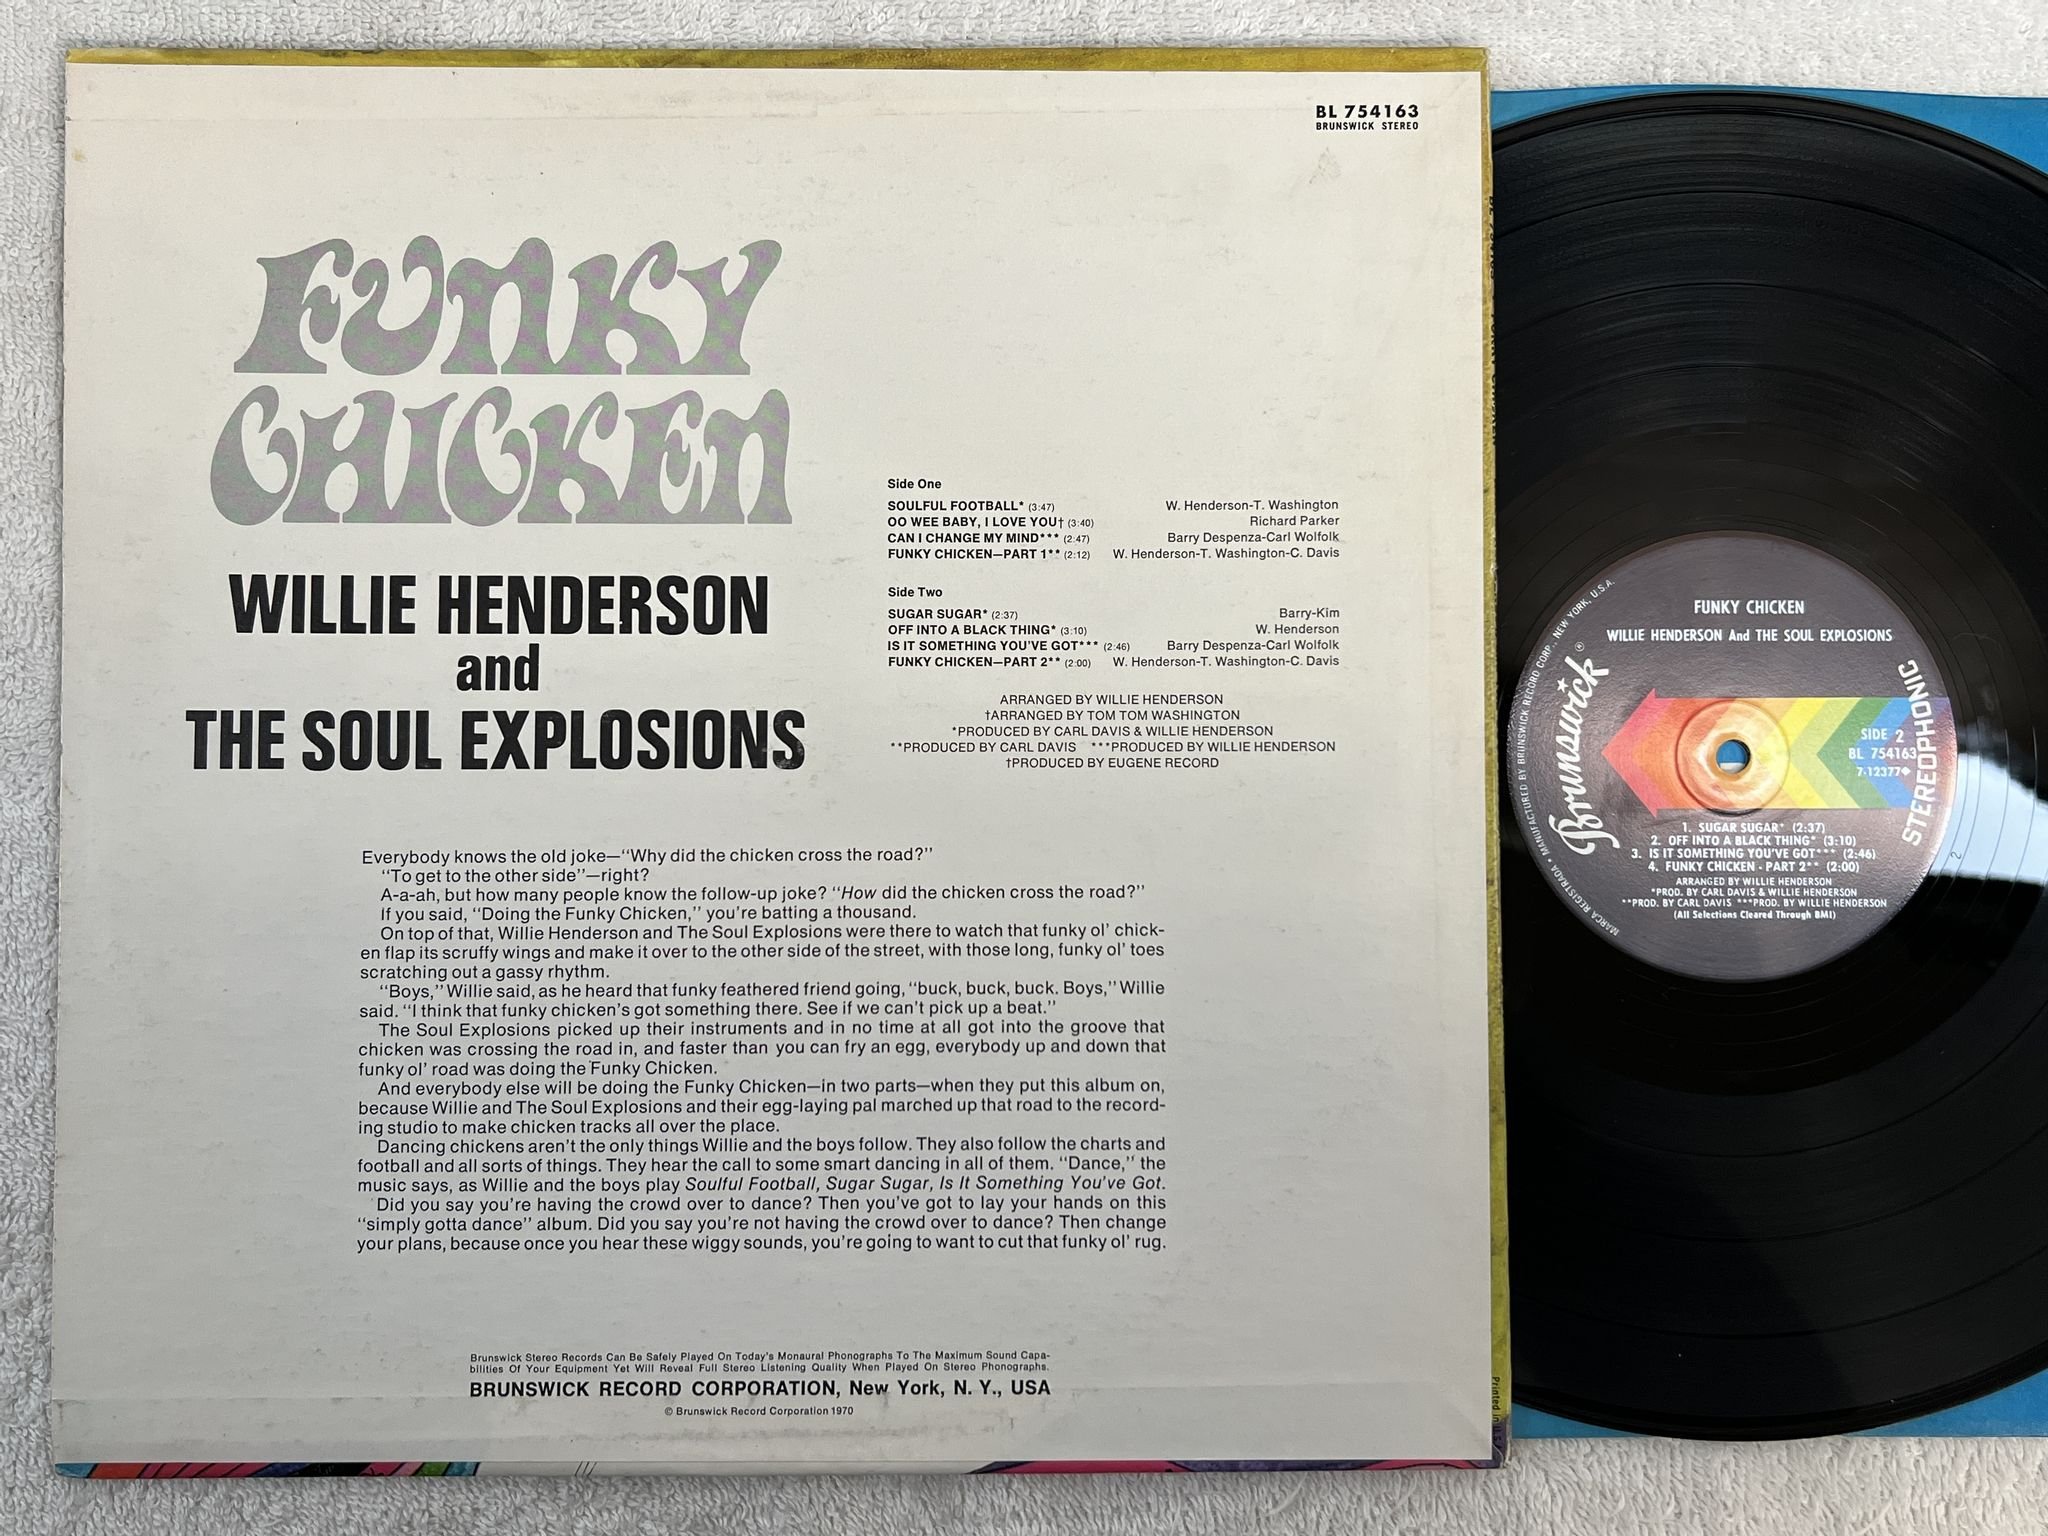 BL 754163
BRUNSWICK STEREO
FUNKY
CHICKEN
WILLIE HENDERSON
and
THE SOUL EXPLOSIONS
Side One
SOULFUL FOOTBALL* (3:47) W. Henderson-T. Washington
OO WEE BABY, I LOVE YOU† (3:40) Richard Parker
CAN I CHANGE MY MIND*** (2:47) Barry Despenza-Carl Wolfolk
FUNKY CHICKEN—PART 1** (2:12) W. Henderson-T. Washington-C. Davis
Side Two
SUGAR SUGAR* (2:37) Barry-Kim
OFF INTO A BLACK THING* (3:10) W. Henderson
IS IT SOMETHING YOU'VE GOT*** (2:46) Barry Despenza-Carl Wolfolk
FUNKY CHICKEN—PART 2** (2:00) W. Henderson-T. Washington-C. Davis
ARRANGED BY WILLIE HENDERSON
†ARRANGED BY TOM TOM WASHINGTON
*PRODUCED BY CARL DAVIS & WILLIE HENDERSON
**PRODUCED BY CARL DAVIS ***PRODUCED BY WILLIE HENDERSON
†PRODUCED BY EUGENE RECORD
Everybody knows the old joke—"Why did the chicken cross the road?"
"To get to the other side"—right?
A-a-ah, but how many people know the follow-up joke? "How did the chicken cross the road?"
If you said, "Doing the Funky Chicken," you're batting a thousand.
On top of that, Willie Henderson and The Soul Explosions were there to watch that funky ol' chick-
en flap its scruffy wings and make it over to the other side of the street, with those long, funky ol' toes
scratching out a gassy rhythm.
"Boys," Willie said, as he heard that funky feathered friend going, "buck, buck, buck. Boys," Willie
said. "I think that funky chicken's got something there. See if we can't pick up a beat."
The Soul Explosions picked up their instruments and in no time at all got into the groove that
chicken was crossing the road in, and faster than you can fry an egg, everybody up and down that
funky ol' road was doing the Funky Chicken.
And everybody else will be doing the Funky Chicken—in two parts—when they put this album on,
because Willie and The Soul Explosions and their egg-laying pal marched up that road to the record-
ing studio to make chicken tracks all over the place.
Dancing chickens aren't the only things Willie and the boys follow. They also follow the charts and
football and all sorts of things. They hear the call to some smart dancing in all of them. "Dance," the
music says, as Willie and the boys play Soulful Football, Sugar Sugar, Is It Something You've Got.
Did you say you're having the crowd over to dance? Then you've got to lay your hands on this
"simply gotta dance" album. Did you say you're not having the crowd over to dance? Then change
your plans, because once you hear these wiggy sounds, you're going to want to cut that funky ol' rug.
Brunswick Stereo Records Can Be Safely Played On Today's Monaural Phonographs To The Maximum Sound Capa-
bilities Of Your Equipment Yet Will Reveal Full Stereo Listening Quality When Played On Stereo Phonographs.
BRUNSWICK RECORD CORPORATION, New York, N. Y., USA
© Brunswick Record Corporation 1970
FUNKY CHICKEN
WILLIE HENDERSON And THE SOUL EXPLOSIONS
Brunswick®
STEREOPHONIC
SIDE 2
BL 754163
7-12377◆
1. SUGAR SUGAR* (2:37)
2. OFF INTO A BLACK THING* (3:10)
3. IS IT SOMETHING YOU'VE GOT*** (2:46)
4. FUNKY CHICKEN - PART 2** (2:00)
ARRANGED BY WILLIE HENDERSON
*PROD. BY CARL DAVIS & WILLIE HENDERSON
**PROD. BY CARL DAVIS ***PROD. BY WILLIE HENDERSON
(All Selections Cleared Through BMI)
MARCA REGISTRADA • MANUFACTURED BY BRUNSWICK RECORD CORP., NEW YORK, U.S.A.
2
Printed in U.S.A.